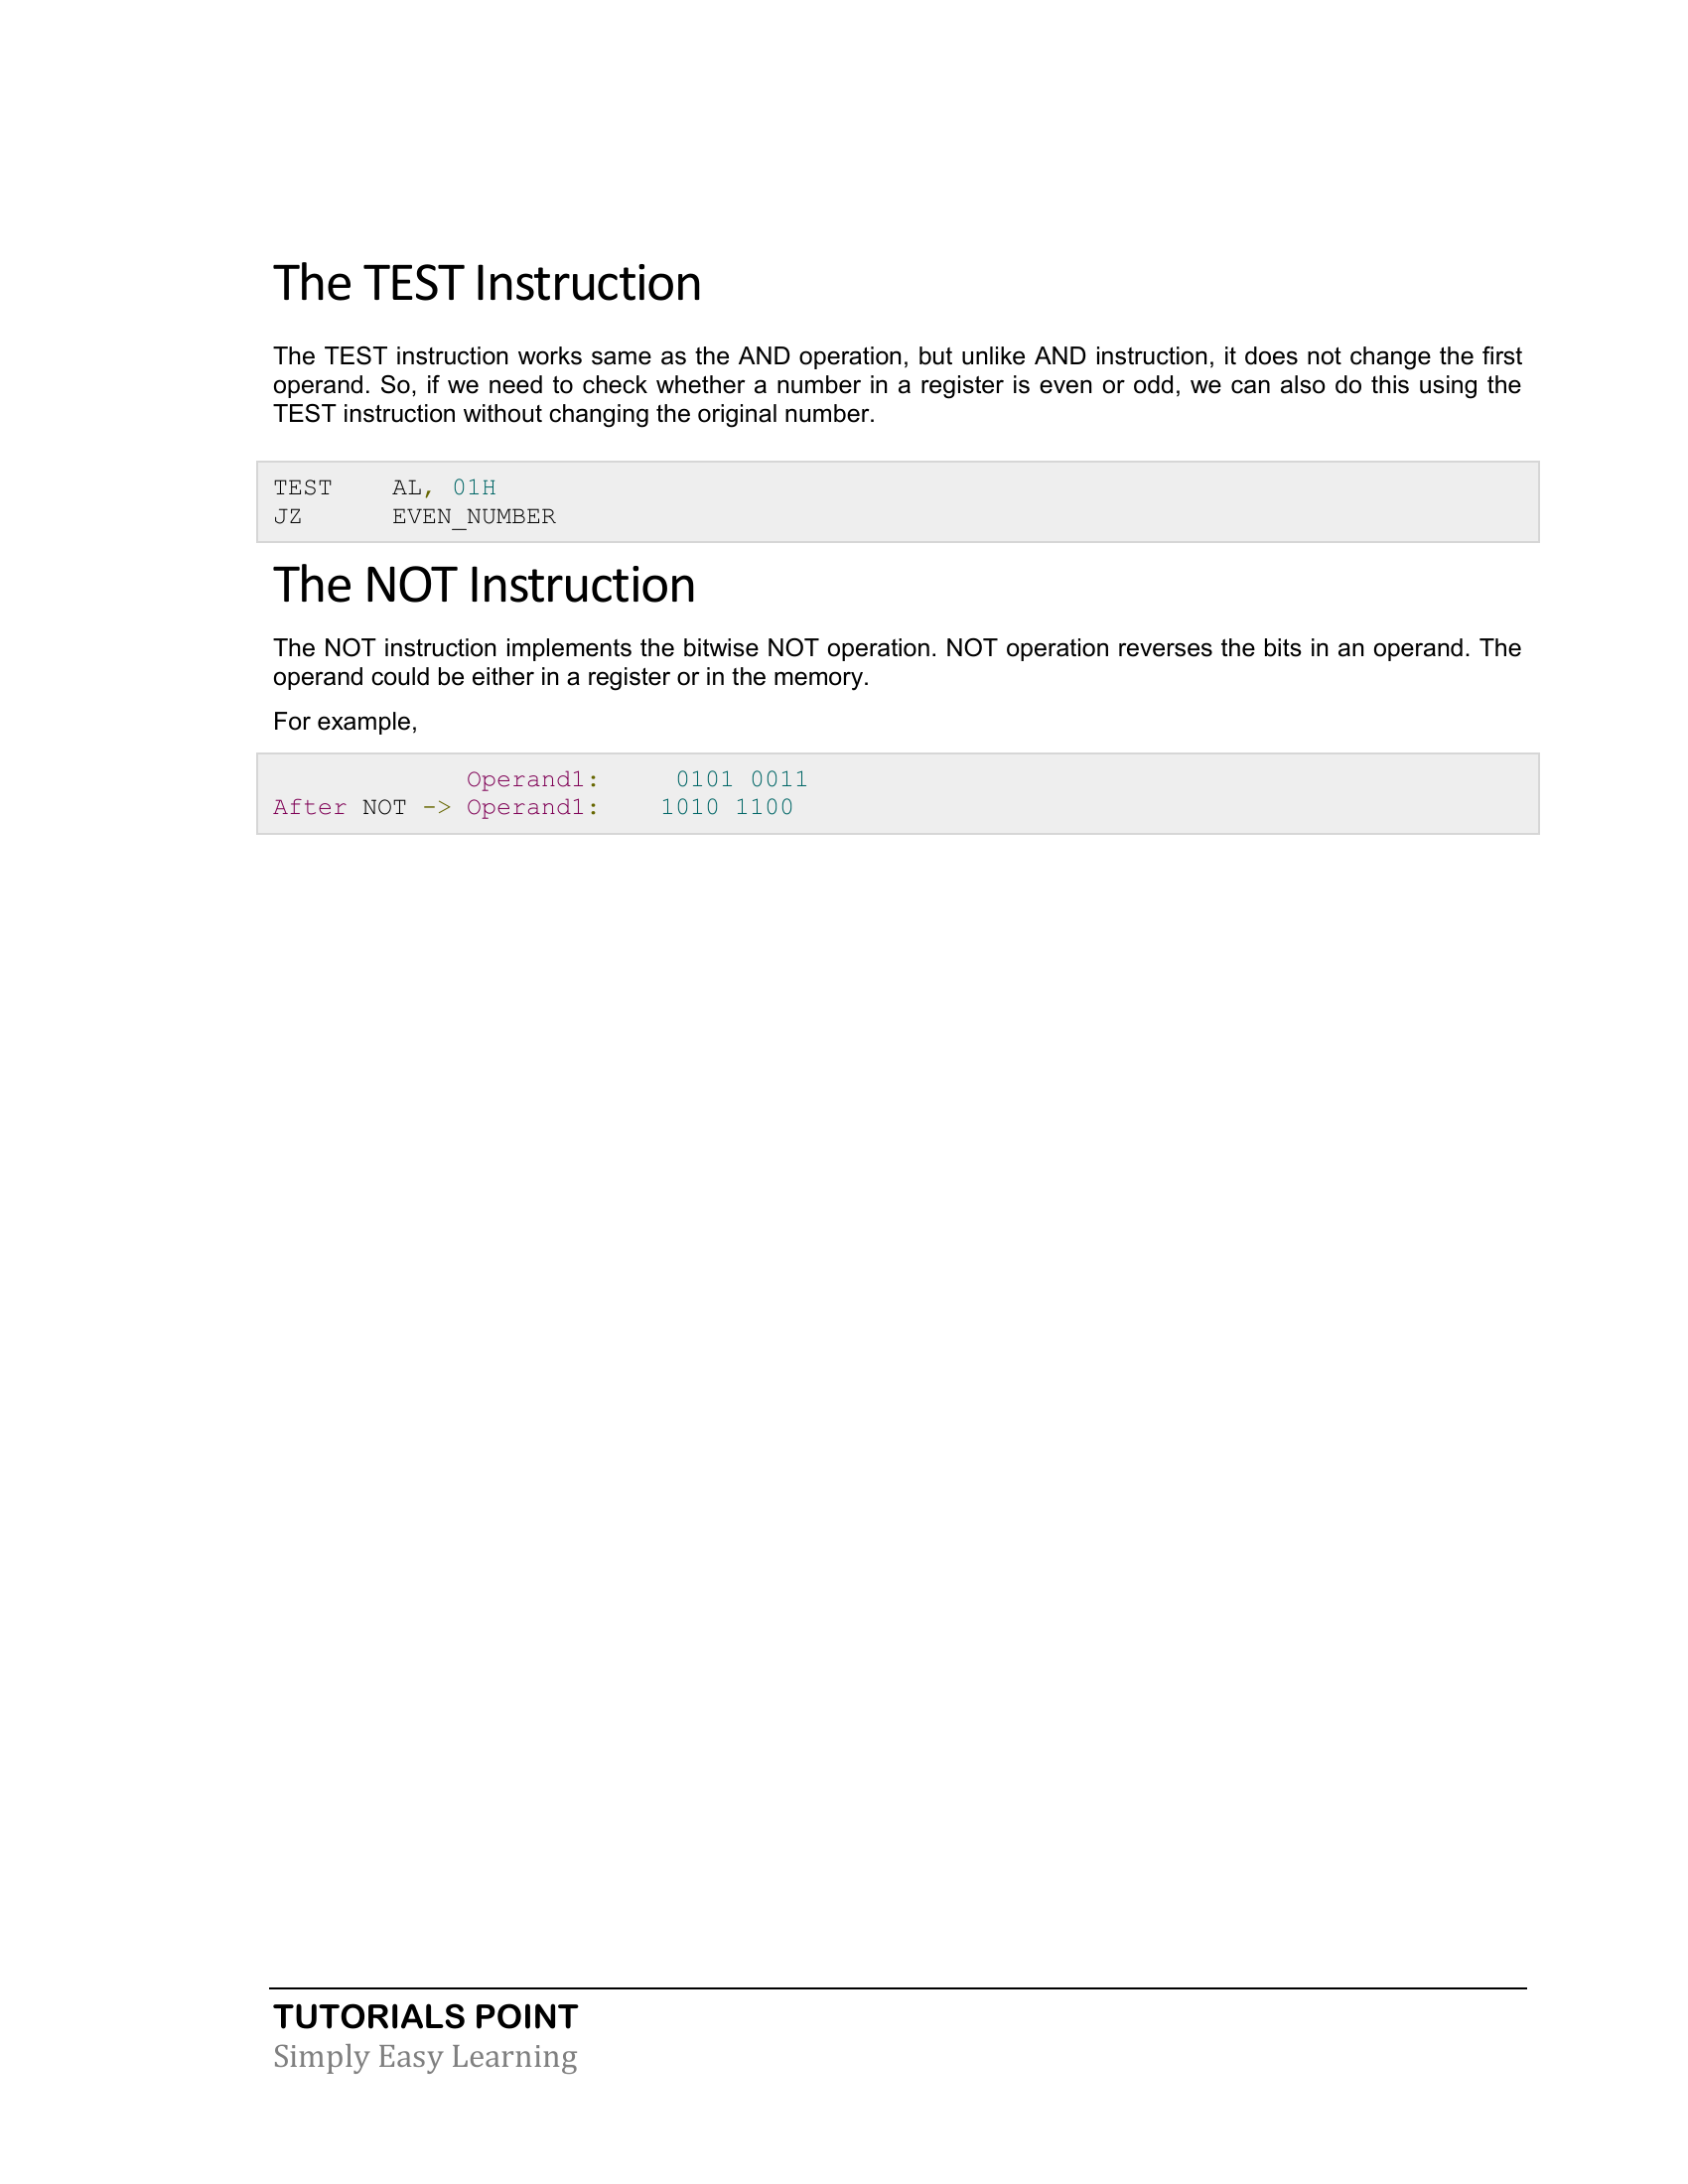 The TEST Instruction
The TEST instruction works same as the AND operation, but unlike AND instruction, it does not change the first
operand. So, if we need to check whether a number in a register is even or odd, we can also do this using the
TEST instruction without changing the original number.
TEST    AL, 01H
JZ      EVEN_NUMBER
The NOT Instruction
The NOT instruction implements the bitwise NOT operation. NOT operation reverses the bits in an operand. The
operand could be either in a register or in the memory.
For example,
             Operand1:     0101 0011
After NOT -> Operand1:    1010 1100
TUTORIALS POINT
Simply Easy Learning